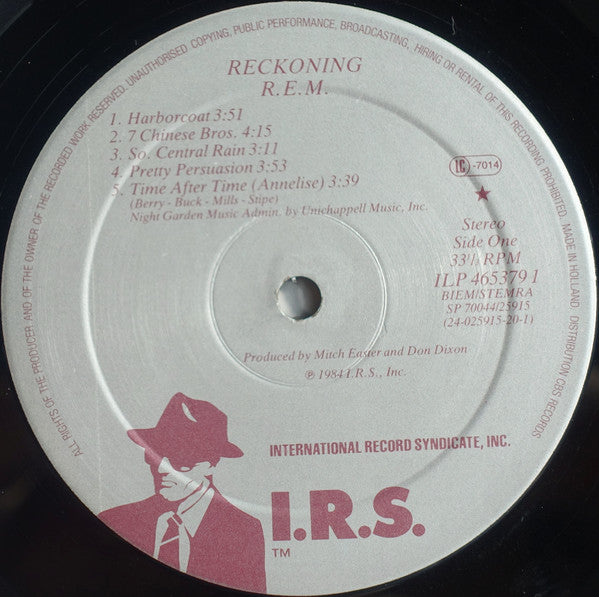 ALL RIGHTS OF THE PRODUCER AND OF THE OWNER OF THE RECORDED WORK RESERVED. UNAUTHORISED COPYING, PUBLIC PERFORMANCE, BROADCASTING, HIRING OR RENTAL OF THIS RECORDING PROHIBITED. MADE IN HOLLAND DISTRIBUTION CBS RECORDS.
RECKONING
R.E.M.
1. Harborcoat 3:51
2. 7 Chinese Bros. 4:15
3. So. Central Rain 3:11
4. Pretty Persuasion 3:53
5. Time After Time (Annelise) 3:39
(Berry - Buck - Mills - Stipe)
Night Garden Music Admin. by Unichappell Music, Inc.
LC -7014
★
Stereo
Side One
33⅓ RPM
ILP 465379 1
BIEM/STEMRA
SP 70044/25915
(24-025915-20-1)
Produced by Mitch Easter and Don Dixon
℗ 1984 I.R.S., Inc.
INTERNATIONAL RECORD SYNDICATE, INC.
I.R.S.
TM